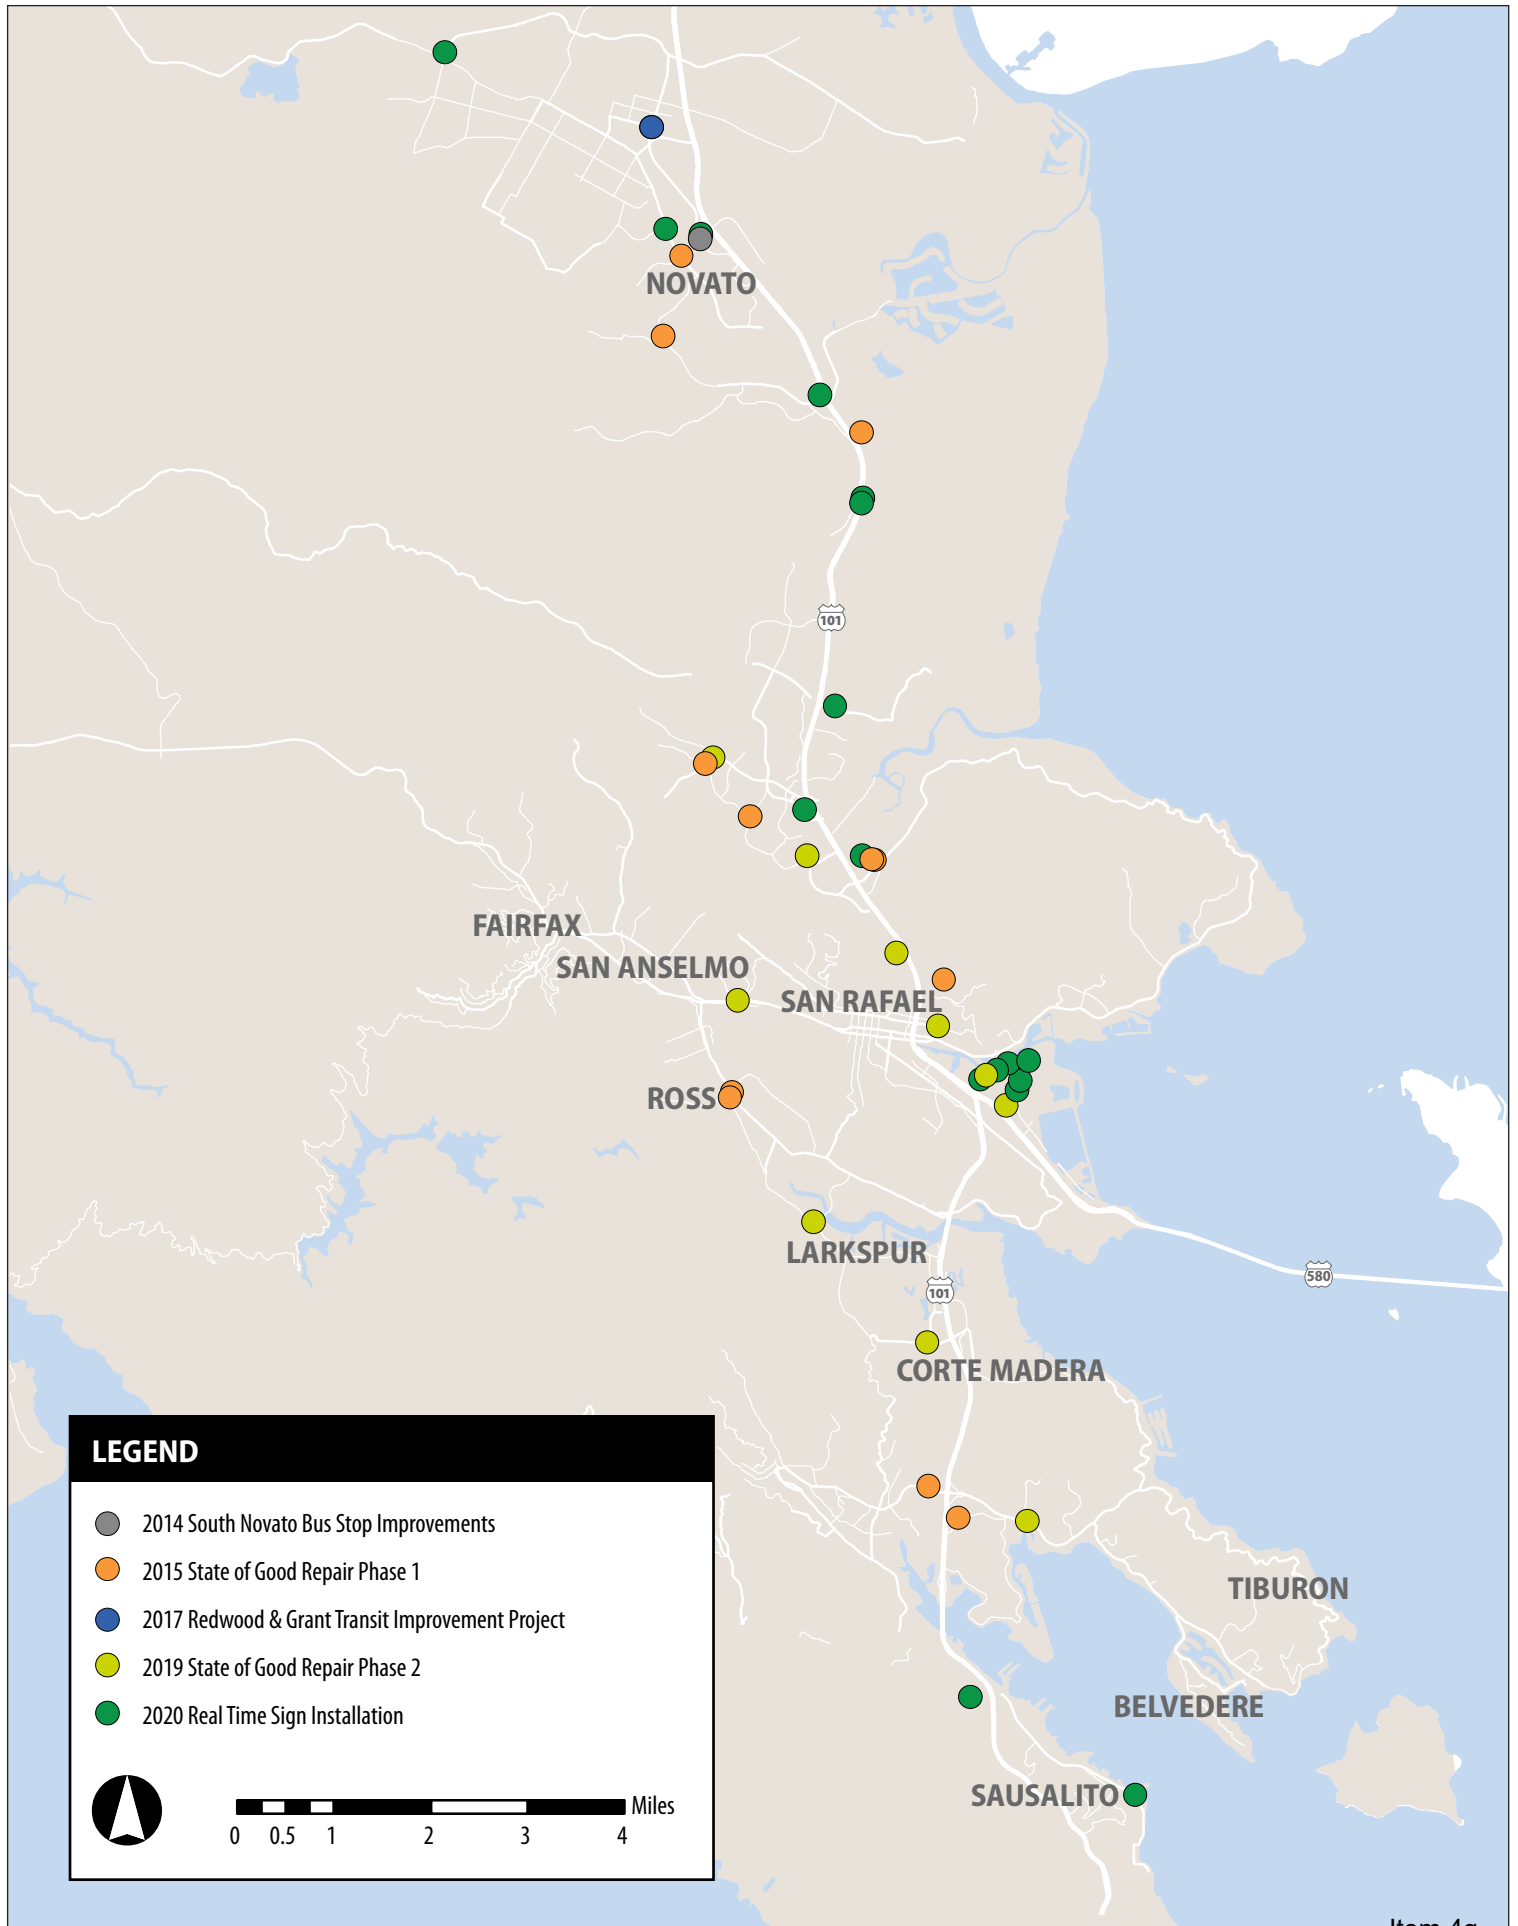 NOVATO
101
FAIRFAX
SAN ANSELMO
SAN RAFAEL
ROSS
LARKSPUR
580
101
CORTE MADERA
LEGEND
2014 South Novato Bus Stop Improvements
2015 State of Good Repair Phase 1
2017 Redwood & Grant Transit Improvement Project
2019 State of Good Repair Phase 2
2020 Real Time Sign Installation
Miles
0 0.5 1 2 3 4
TIBURON
BELVEDERE
SAUSALITO
Item 4g